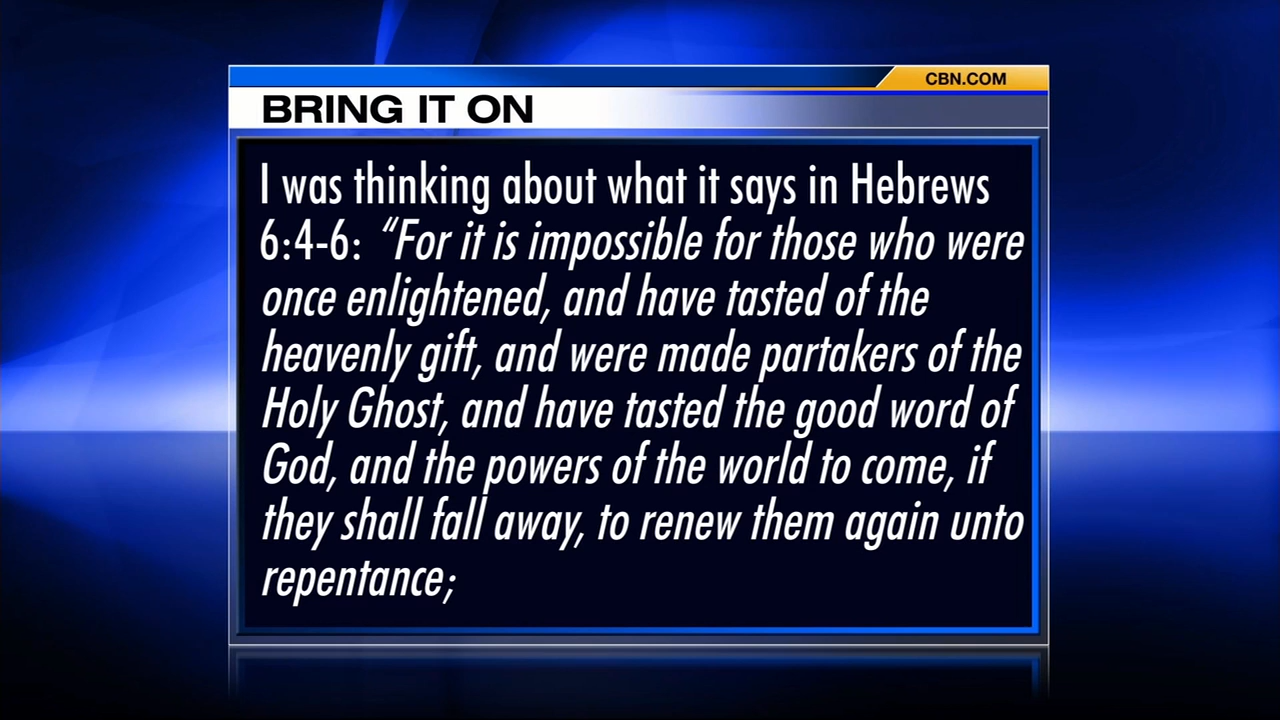 CBN.COM
BRING IT ON
I was thinking about what it says in Hebrews
6:4-6: “For it is impossible for those who were
once enlightened, and have tasted of the
heavenly gift, and were made partakers of the
Holy Ghost, and have tasted the good word of
God, and the powers of the world to come, if
they shall fall away, to renew them again unto
repentance;